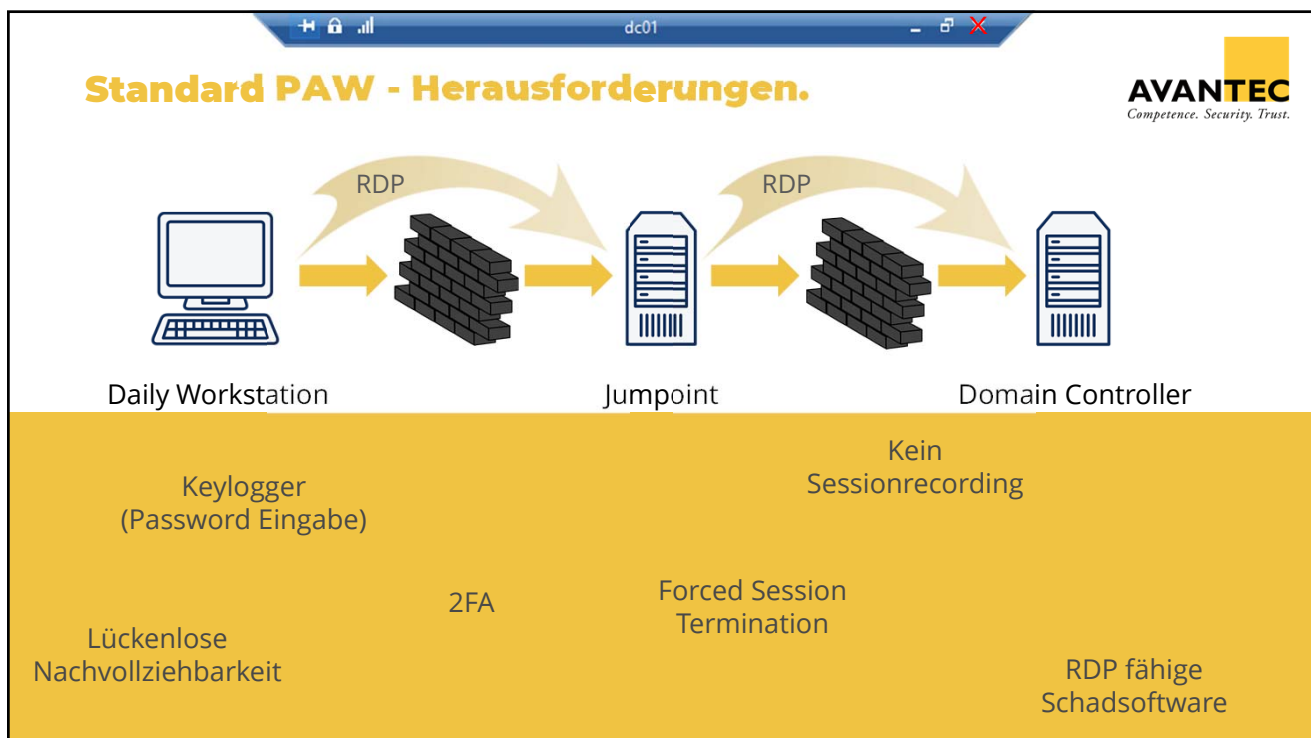 dc01
Standard PAW - Herausforderungen.
AVANTEC
Competence. Security. Trust.
RDP
RDP
Daily Workstation
Jumpoint
Domain Controller
Kein
Sessionrecording
Keylogger
(Password Eingabe)
2FA
Forced Session
Termination
Lückenlose
Nachvollziehbarkeit
RDP fähige
Schadsoftware